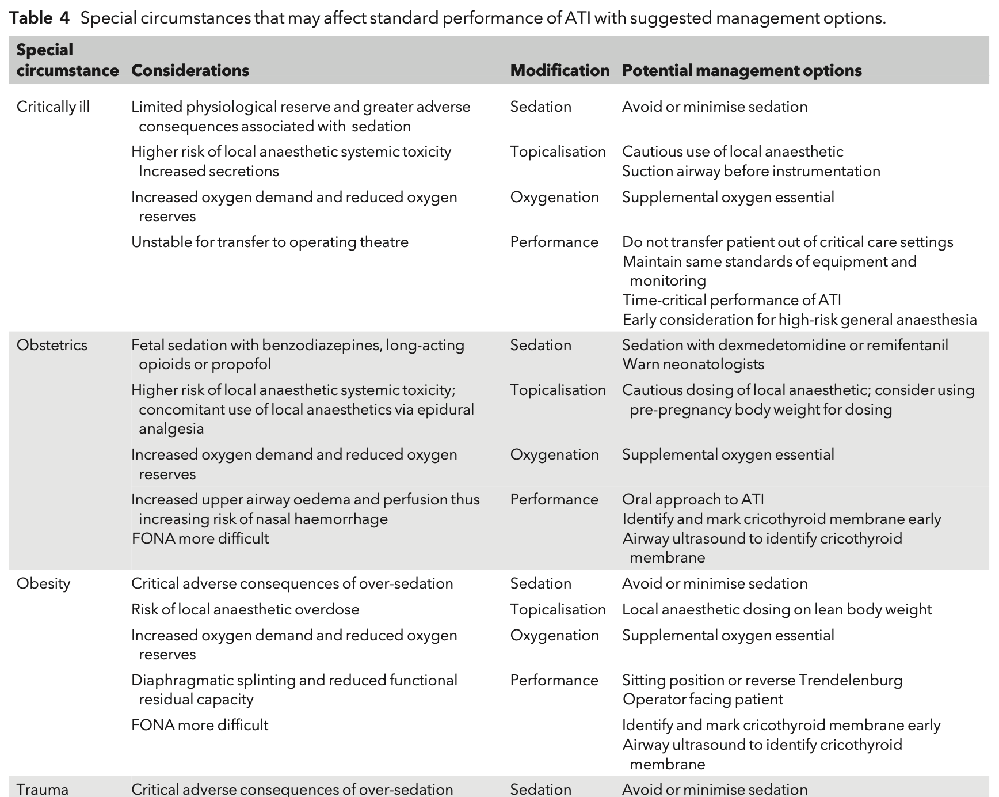 Table 4 Special circumstances that may affect standard performance of ATI with suggested management options.
Special
circumstance Considerations Modification Potential management options
Critically ill Limited physiological reserve and greater adverse Sedation Avoid or minimise sedation
consequences associated with sedation
Higher risk of local anaesthetic systemic toxicity Topicalisation Cautious use of local anaesthetic
Increased secretions Suction airway before instrumentation
Increased oxygen demand and reduced oxygen Oxygenation Supplemental oxygen essential
reserves
Unstable for transfer to operating theatre Performance Do not transfer patient out of critical care settings
Maintain same standards of equipment and
monitoring
Time-critical performance of ATI
Early consideration for high-risk general anaesthesia
Obstetrics Fetal sedation with benzodiazepines, long-acting Sedation Sedation with dexmedetomidine or remifentanil
opioids or propofol Warn neonatologists
Higher risk of local anaesthetic systemic toxicity; Topicalisation Cautious dosing of local anaesthetic; consider using
concomitant use of local anaesthetics via epidural pre-pregnancy body weight for dosing
analgesia
Increased oxygen demand and reduced oxygen Oxygenation Supplemental oxygen essential
reserves
Increased upper airway oedema and perfusion thus Performance Oral approach to ATI
increasing risk of nasal haemorrhage Identify and mark cricothyroid membrane early
FONA more difficult Airway ultrasound to identify cricothyroid
membrane
Obesity Critical adverse consequences of over-sedation Sedation Avoid or minimise sedation
Risk of local anaesthetic overdose Topicalisation Local anaesthetic dosing on lean body weight
Increased oxygen demand and reduced oxygen Oxygenation Supplemental oxygen essential
reserves
Diaphragmatic splinting and reduced functional Performance Sitting position or reverse Trendelenburg
residual capacity Operator facing patient
FONA more difficult Identify and mark cricothyroid membrane early
Airway ultrasound to identify cricothyroid
membrane
Trauma Critical adverse consequences of over-sedation Sedation Avoid or minimise sedation